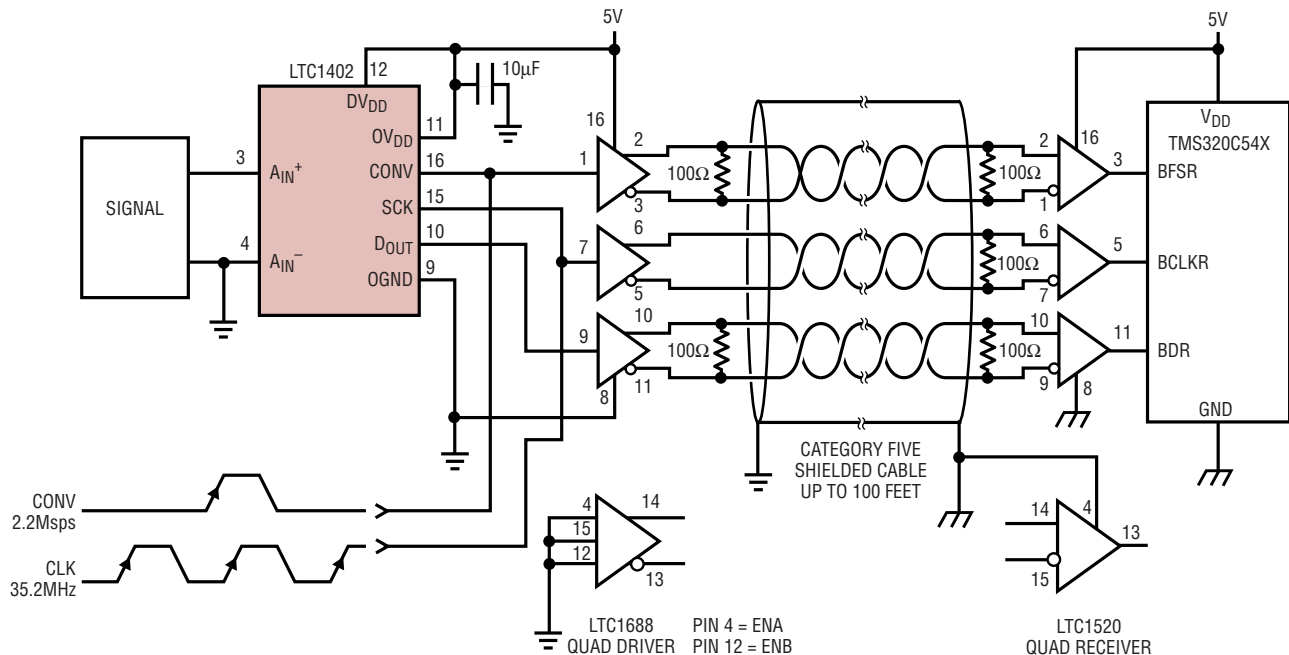 5V
5V
LTC1402
12
10µF
DVDD
OVDD
11
16
CONV
16
1
2
3
100Ω
100Ω
2
1
16
3
VDD
TMS320C54X
BFSR
SIGNAL
3
AIN+
4
AIN−
SCK
15
DOUT
10
OGND
9
7
6
5
100Ω
6
7
5
BCLKR
9
10
11
8
100Ω
100Ω
10
9
8
11
BDR
GND
CATEGORY FIVE
SHIELDED CABLE
UP TO 100 FEET
CONV
2.2Msps
CLK
35.2MHz
4
15
12
14
13
LTC1688
QUAD DRIVER
PIN 4 = ENA
PIN 12 = ENB
14
15
4
13
LTC1520
QUAD RECEIVER